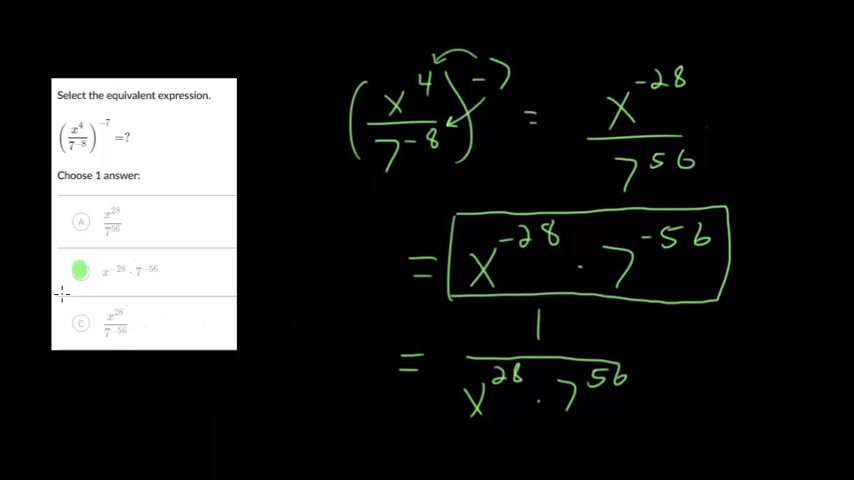 Select the equivalent expression.
(x^4/7^-8)^-7 =?
Choose 1 answer:
A x^28/7^56
x^-28 · 7^-56
C x^28/7^-56
(x^4/7^-8)^-7 = x^-28/7^56
= x^-28 · 7^-56
= 1/x^28 · 7^56